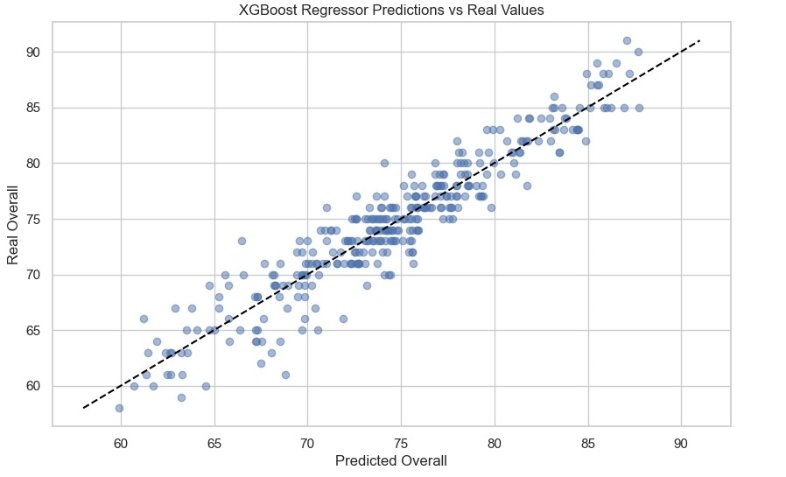 XGBoost Regressor Predictions vs Real Values
90
85
80
75
70
65
60
Real Overall
60 65 70 75 80 85 90
Predicted Overall